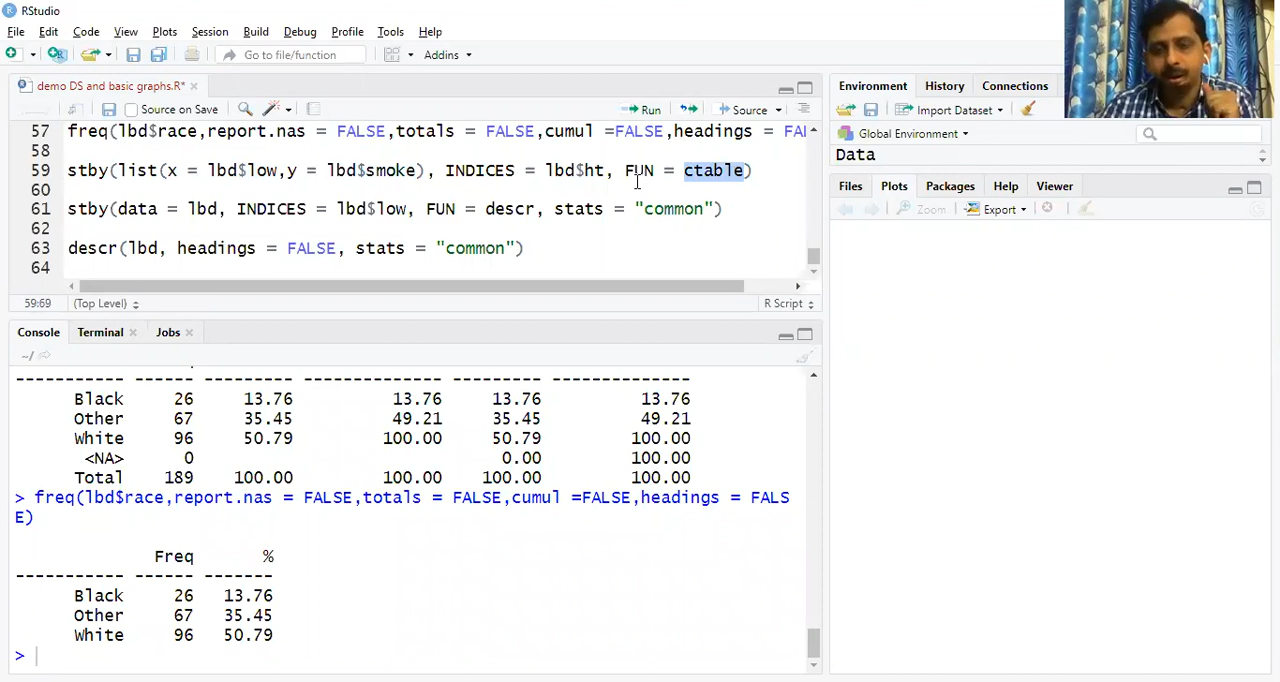 RStudio
File Edit Code View Plots Session Build Debug Profile Tools Help
Go to file/function Addins
demo DS and basic graphs.R*
Source on Save Run Source
57 freq(lbd$race,report.nas = FALSE,totals = FALSE,cumul =FALSE,headings = FAL
58
59 stby(list(x = lbd$low,y = lbd$smoke), INDICES = lbd$ht, FUN = ctable)
60
61 stby(data = lbd, INDICES = lbd$low, FUN = descr, stats = "common")
62
63 descr(lbd, headings = FALSE, stats = "common")
64
59:69 (Top Level) R Script
Console Terminal Jobs
~/
----------- ------ --------- -------------- --------- --------------
Black 26 13.76 13.76 13.76 13.76
Other 67 35.45 49.21 35.45 49.21
White 96 50.79 100.00 50.79 100.00
<NA> 0 0.00 100.00
Total 189 100.00 100.00 100.00 100.00
> freq(lbd$race,report.nas = FALSE,totals = FALSE,cumul =FALSE,headings = FALS
E)
Freq %
----------- ------ -------
Black 26 13.76
Other 67 35.45
White 96 50.79
>
Environment History Connections
Import Dataset
Global Environment
Data
Files Plots Packages Help Viewer
Zoom Export